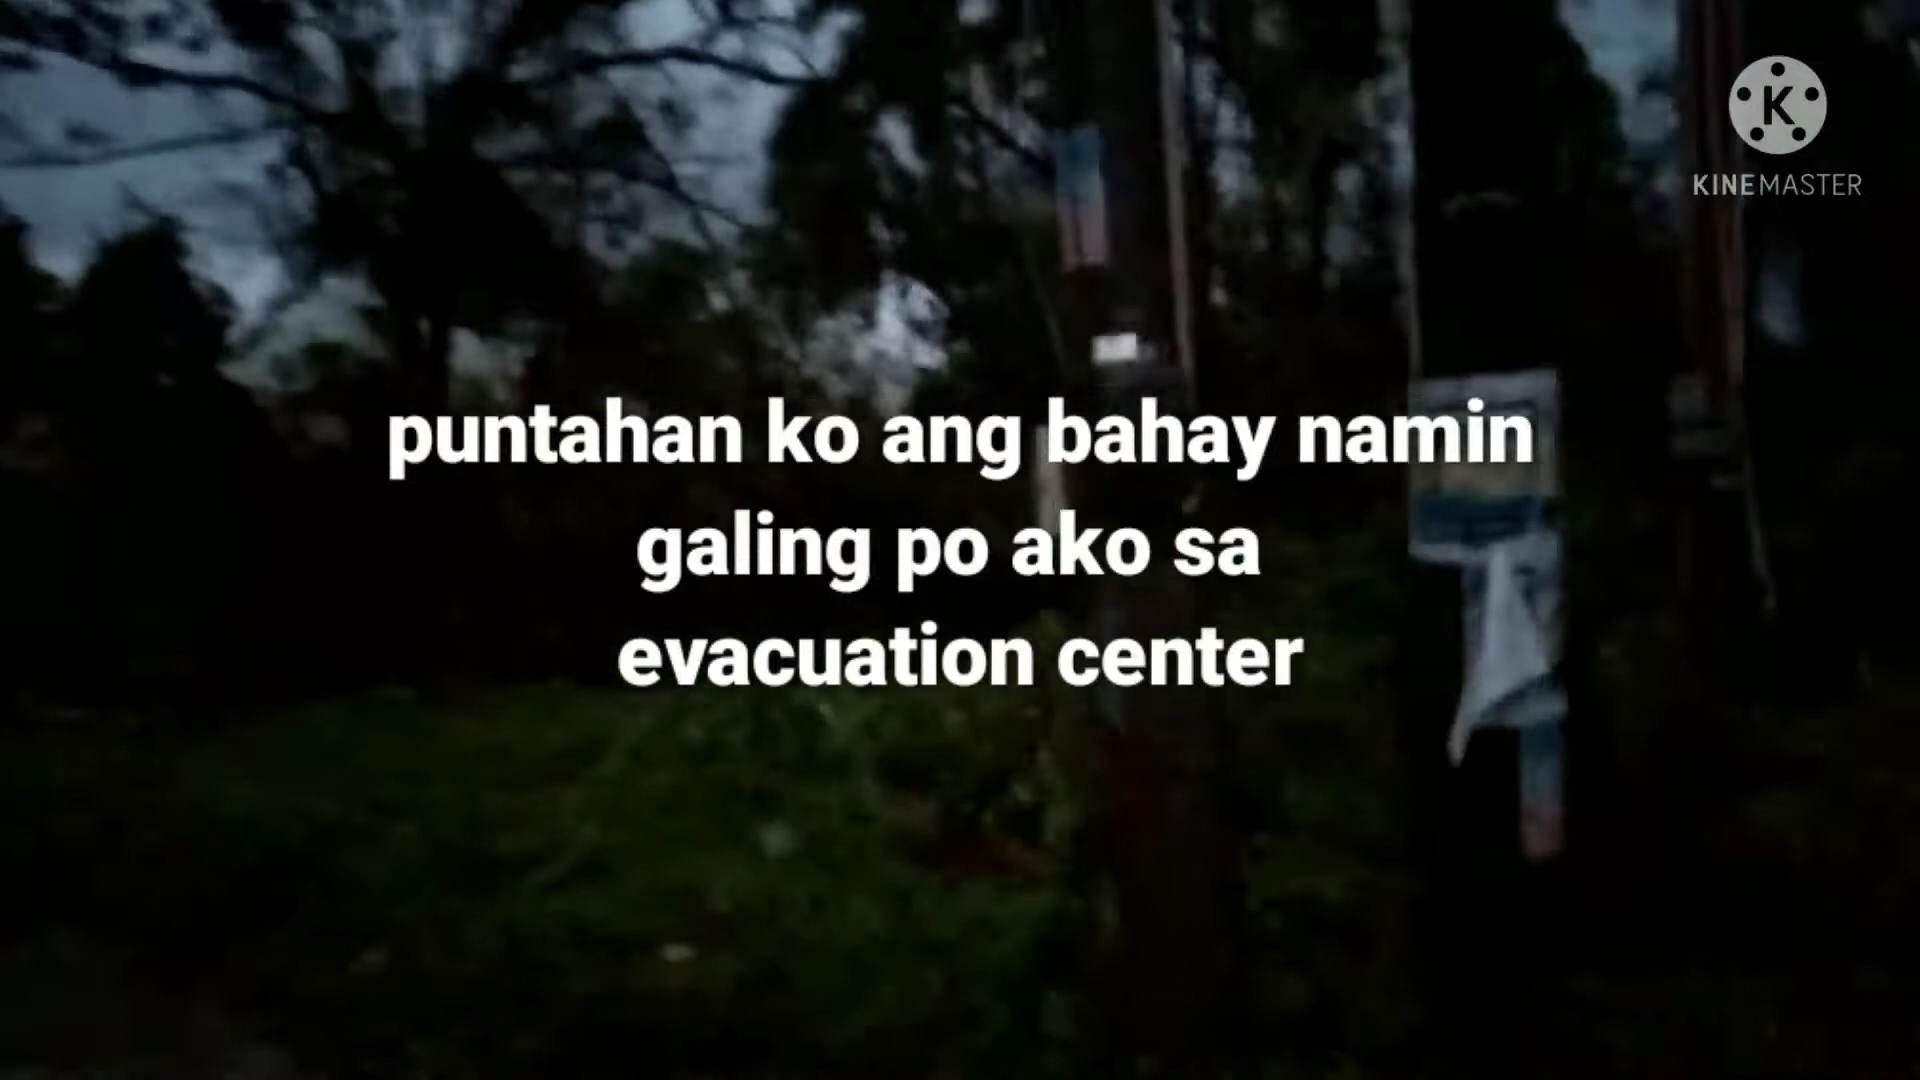 KINEMASTER
puntahan ko ang bahay namin
galing po ako sa
evacuation center